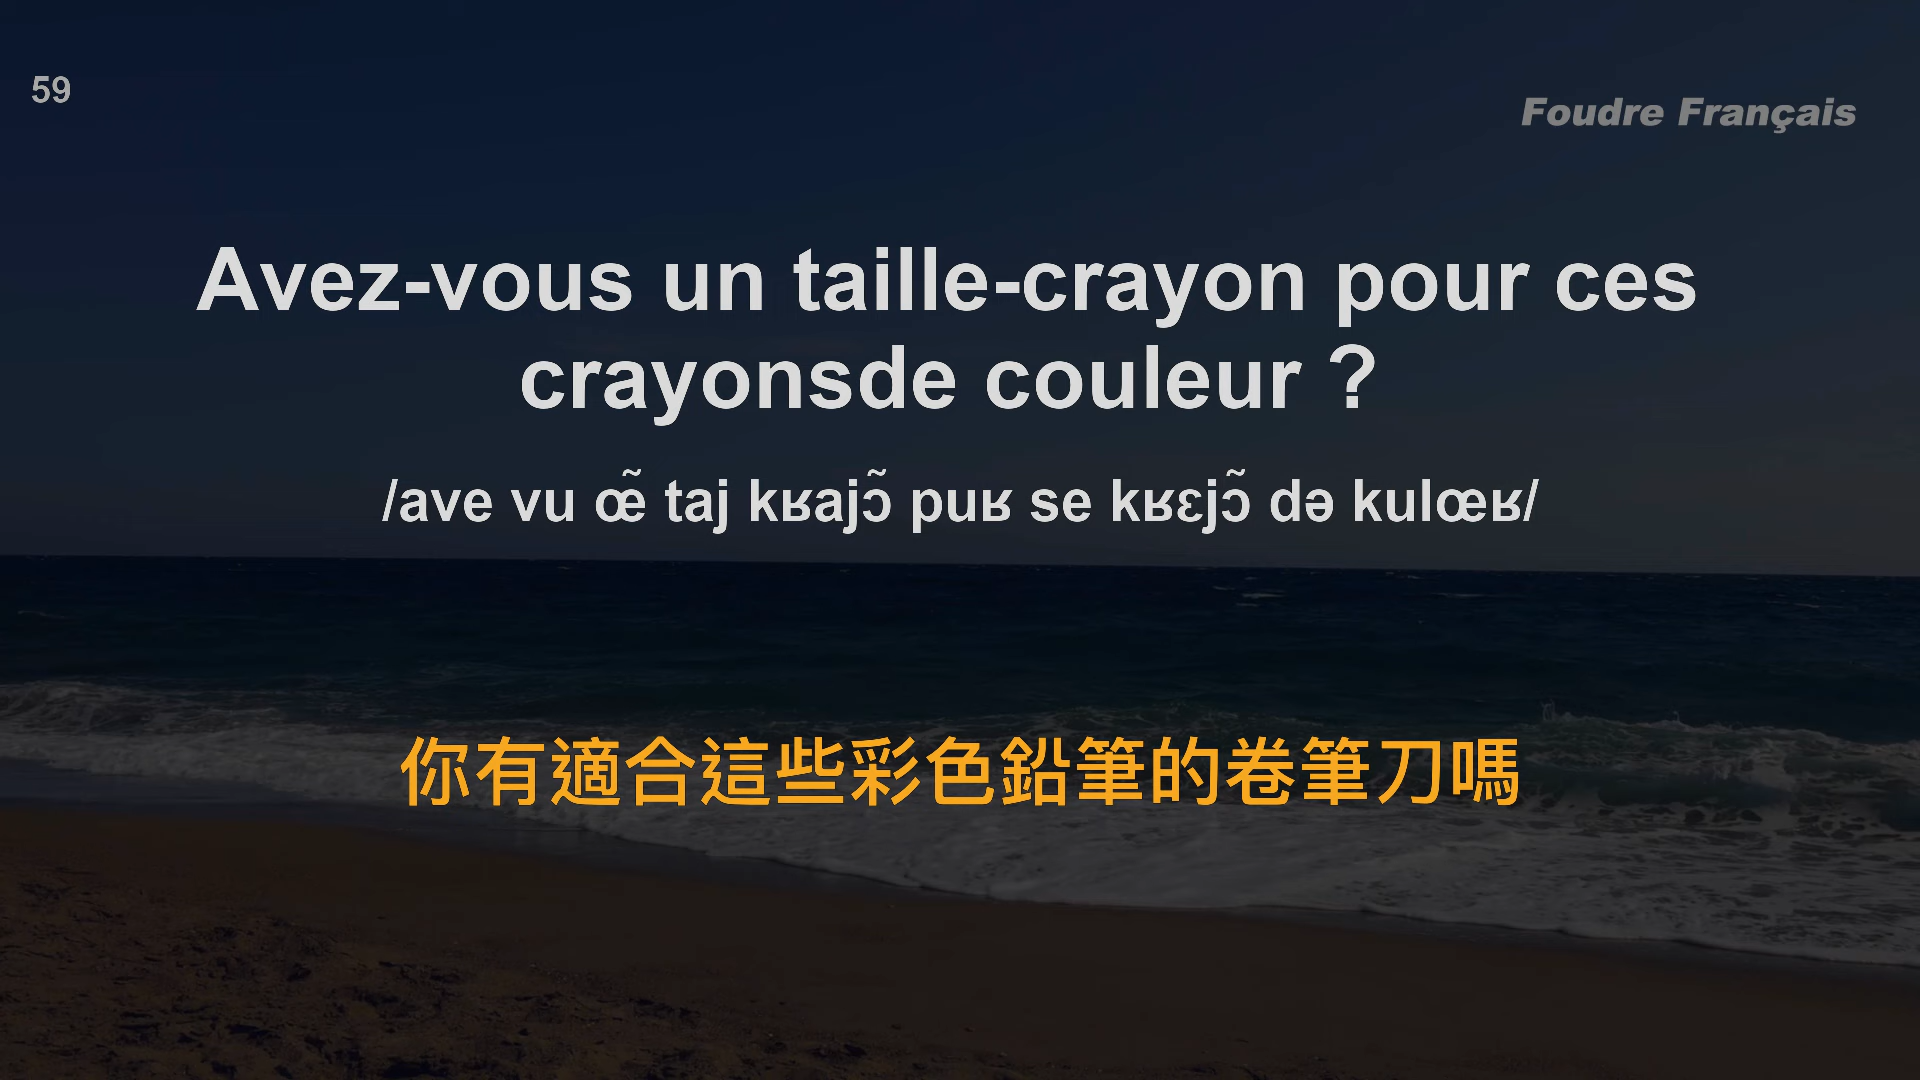 59
Foudre Français
Avez-vous un taille-crayon pour ces
crayonsde couleur ?
/ave vu œ̃ taj kʁajɔ̃ puʁ se kʁɛjɔ̃ də kulœʁ/
你有適合這些彩色鉛筆的卷筆刀嗎